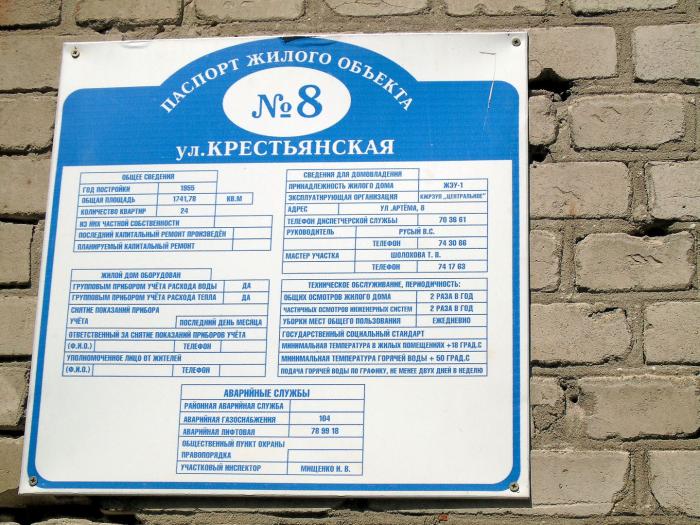 ПАСПОРТ ЖИЛОГО ОБЪЕКТА
№8
ул.КРЕСТЬЯНСКАЯ
ОБЩЕЕ СВЕДЕНИЯ
ГОД ПОСТРОЙКИ 1955
ОБЩАЯ ПЛОЩАДЬ 1741,78 КВ.М
КОЛИЧЕСТВО КВАРТИР 24
ИЗ НИХ ЧАСТНОЙ СОБСТВЕННОСТИ
ПОСЛЕДНИЙ КАПИТАЛЬНЫЙ РЕМОНТ ПРОИЗВЕДЁН
ПЛАНИРУЕМЫЙ КАПИТАЛЬНЫЙ РЕМОНТ
СВЕДЕНИЯ ДЛЯ ДОМОВЛАДЕНИЯ
ПРИНАДЛЕЖНОСТЬ ЖИЛОГО ДОМА ЖЭУ-1
ЭКСПЛУАТИРУЮЩАЯ ОРГАНИЗАЦИЯ "ЦЕНТРАЛЬНОЕ"
АДРЕС УЛ.АРТЁМА, 8
ТЕЛЕФОН ДИСПЕТЧЕРСКОЙ СЛУЖБЫ 70 36 61
РУКОВОДИТЕЛЬ РУСЫЙ В.С.
ТЕЛЕФОН 74 30 86
МАСТЕР УЧАСТКА ШОЛОХОВА Т. В.
ТЕЛЕФОН 74 17 63
ЖИЛОЙ ДОМ ОБОРУДОВАН
ГРУППОВЫМ ПРИБОРОМ УЧЁТА РАСХОДА ВОДЫ ДА
ГРУППОВЫМ ПРИБОРОМ УЧЁТА РАСХОДА ТЕПЛА ДА
СНЯТИЕ ПОКАЗАНИЙ ПРИБОРА
УЧЁТА ПОСЛЕДНИЙ ДЕНЬ МЕСЯЦА
ОТВЕТСТВЕННЫЙ ЗА СНЯТИЕ ПОКАЗАНИЙ ПРИБОРОВ УЧЁТА
(Ф.И.О.) ТЕЛЕФОН
УПОЛНОМОЧЕННОЕ ЛИЦО ОТ ЖИТЕЛЕЙ
(Ф.И.О.) ТЕЛЕФОН
ТЕХНИЧЕСКОЕ ОБСЛУЖИВАНИЕ, ПЕРИОДИЧНОСТЬ:
ОБЩИХ ОСМОТРОВ ЖИЛОГО ДОМА 2 РАЗА В ГОД
ЧАСТИЧНЫХ ОСМОТРОВ ИНЖЕНЕРНЫХ СИСТЕМ 2 РАЗА В ГОД
УБОРКИ МЕСТ ОБЩЕГО ПОЛЬЗОВАНИЯ ЕЖЕДНЕВНО
ГОСУДАРСТВЕННЫЙ СОЦИАЛЬНЫЙ СТАНДАРТ
МИНИМАЛЬНАЯ ТЕМПЕРАТУРА В ЖИЛЫХ ПОМЕЩЕНИЯХ +18 ГРАД.С
МИНИМАЛЬНАЯ ТЕМПЕРАТУРА ГОРЯЧЕЙ ВОДЫ + 50 ГРАД.С
ПОДАЧА ГОРЯЧЕЙ ВОДЫ ПО ГРАФИКУ, НЕ МЕНЕЕ ДВУХ ДНЕЙ В НЕДЕЛЮ
АВАРИЙНЫЕ СЛУЖБЫ
РАЙОННАЯ АВАРИЙНАЯ СЛУЖБА
АВАРИЙНАЯ ГАЗОСНАБЖЕНИЯ 104
АВАРИЙНАЯ ЛИФТОВАЯ 78 99 18
ОБЩЕСТВЕННЫЙ ПУНКТ ОХРАНЫ
ПРАВОПОРЯДКА
УЧАСТКОВЫЙ ИНСПЕКТОР МИЩЕНКО И. В.